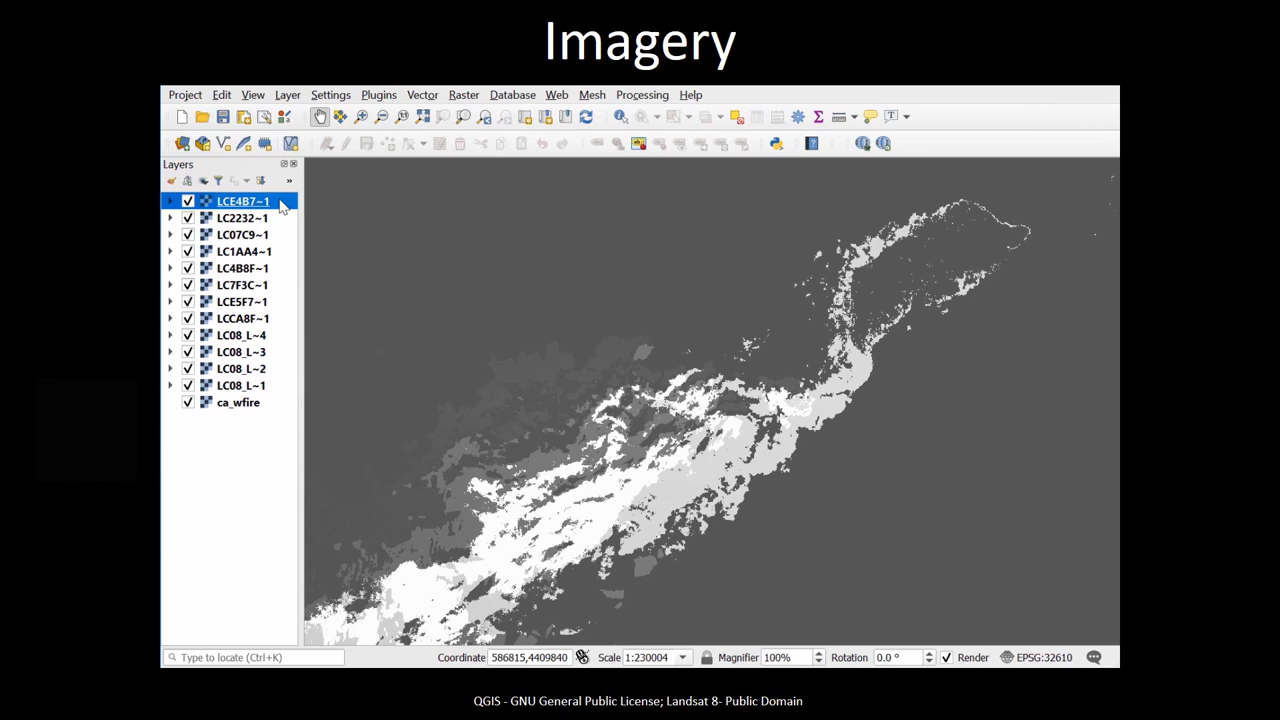 Imagery
Project Edit View Layer Settings Plugins Vector Raster Database Web Mesh Processing Help
Layers
LCE4B7~1
LC2232~1
LC07C9~1
LC1AA4~1
LC4B8F~1
LC7F3C~1
LCE5F7~1
LCCA8F~1
LC08_L~4
LC08_L~3
LC08_L~2
LC08_L~1
ca_wfire
Type to locate (Ctrl+K) Coordinate 586815,4409840 Scale 1:230004 Magnifier 100% Rotation 0.0 ° Render EPSG:32610
QGIS - GNU General Public License; Landsat 8- Public Domain